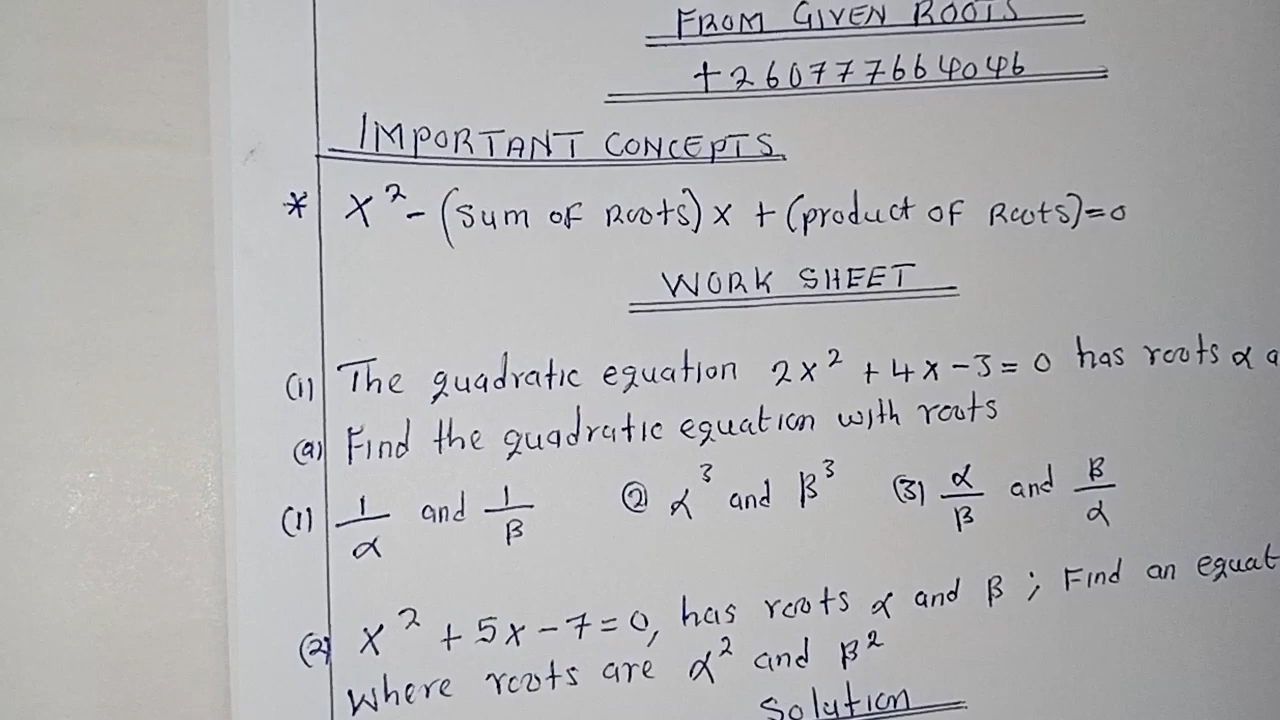 FROM GIVEN ROOTS
+260777664046
IMPORTANT CONCEPTS
* x² - (sum of Roots) x + (product of Roots) = 0
WORK SHEET
(1) The quadratic equation 2x² + 4x - 3 = 0 has roots α a
(a) Find the quadratic equation with roots
(1) 1/α and 1/β ② α³ and β³ (3) α/β and β/α
(2) x² + 5x - 7 = 0, has roots α and β ; Find an equat
where roots are α² and β²
Solution